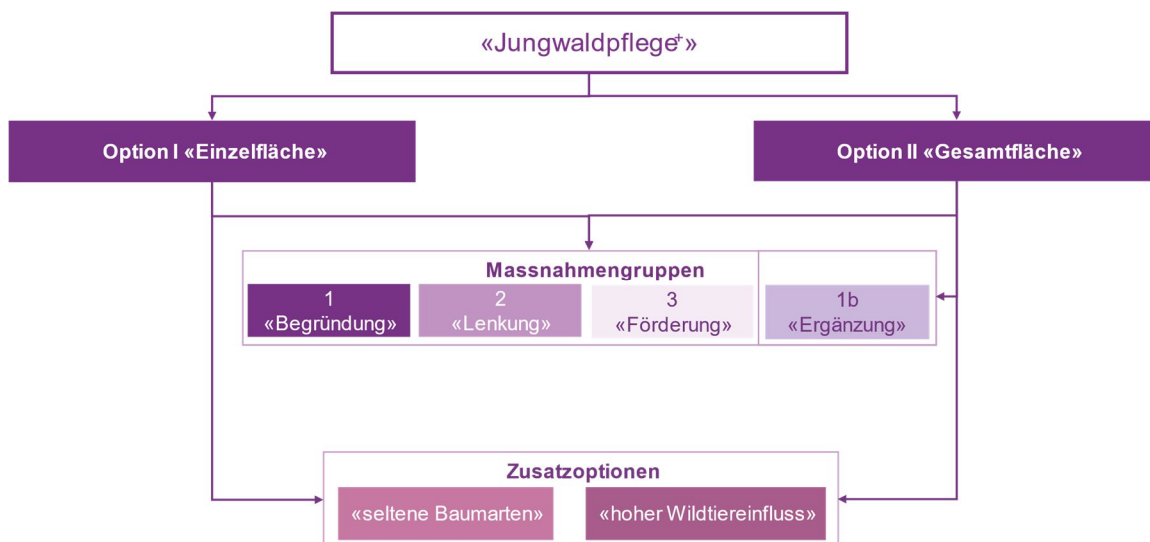 «Jungwaldpflege⁺»
Option I «Einzelfläche»
Option II «Gesamtfläche»
Massnahmengruppen
1
«Begründung»
2
«Lenkung»
3
«Förderung»
1b
«Ergänzung»
Zusatzoptionen
«seltene Baumarten»
«hoher Wildtiereinfluss»